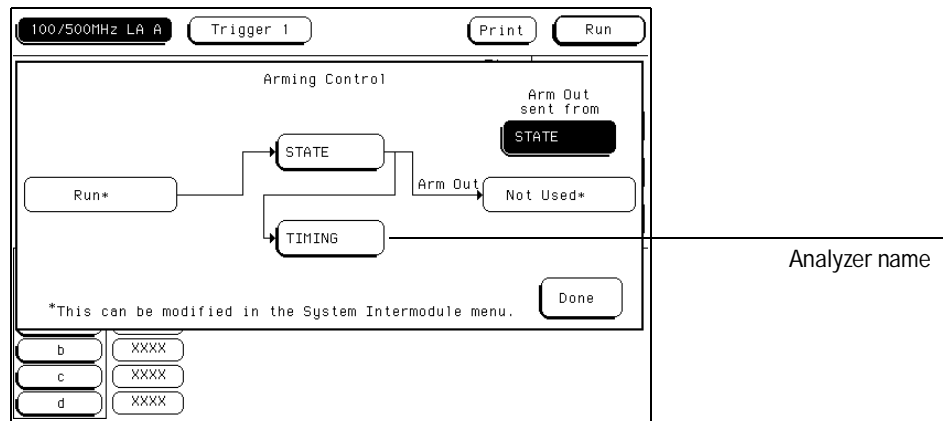 100/500MHz LA A
Trigger 1
Print
Run
Arming Control
Arm Out
sent from
STATE
STATE
Run*
Arm Out
Not Used*
TIMING
Analyzer name
Done
*This can be modified in the System Intermodule menu.
b XXXX
c XXXX
d XXXX